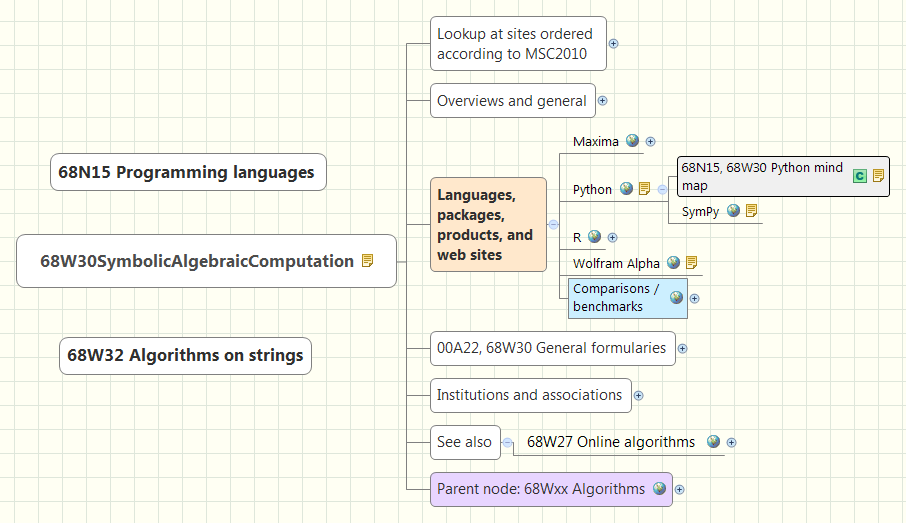 Lookup at sites ordered
according to MSC2010
Overviews and general
68N15 Programming languages
Languages,
packages,
products, and
web sites
Maxima
Python
68N15, 68W30 Python mind
map
C
SymPy
R
Wolfram Alpha
Comparisons /
benchmarks
68W30SymbolicAlgebraicComputation
68W32 Algorithms on strings
00A22, 68W30 General formularies
Institutions and associations
See also
68W27 Online algorithms
Parent node: 68Wxx Algorithms